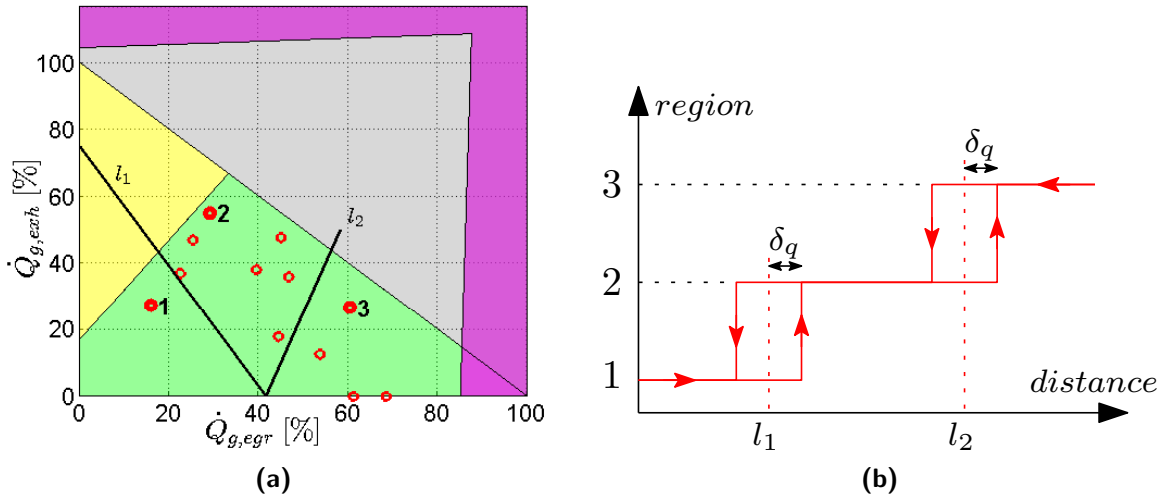 100
80
60
40
20
0
0 20 40 60 80 100
Q̇g,exh [%]
Q̇g,egr [%]
l1
l2
2
1
3
(a)
region
δq
3
δq
2
1
distance
l1 l2
(b)